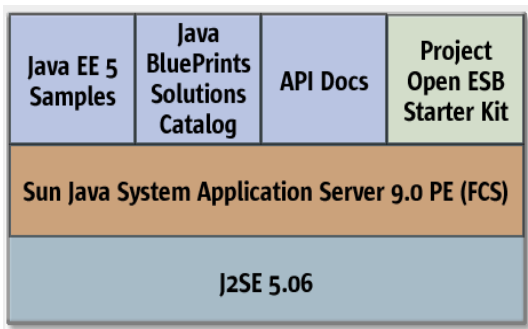 Java EE 5
Samples
Java
BluePrints
Solutions
Catalog
API Docs
Project
Open ESB
Starter Kit
Sun Java System Application Server 9.0 PE (FCS)
J2SE 5.06